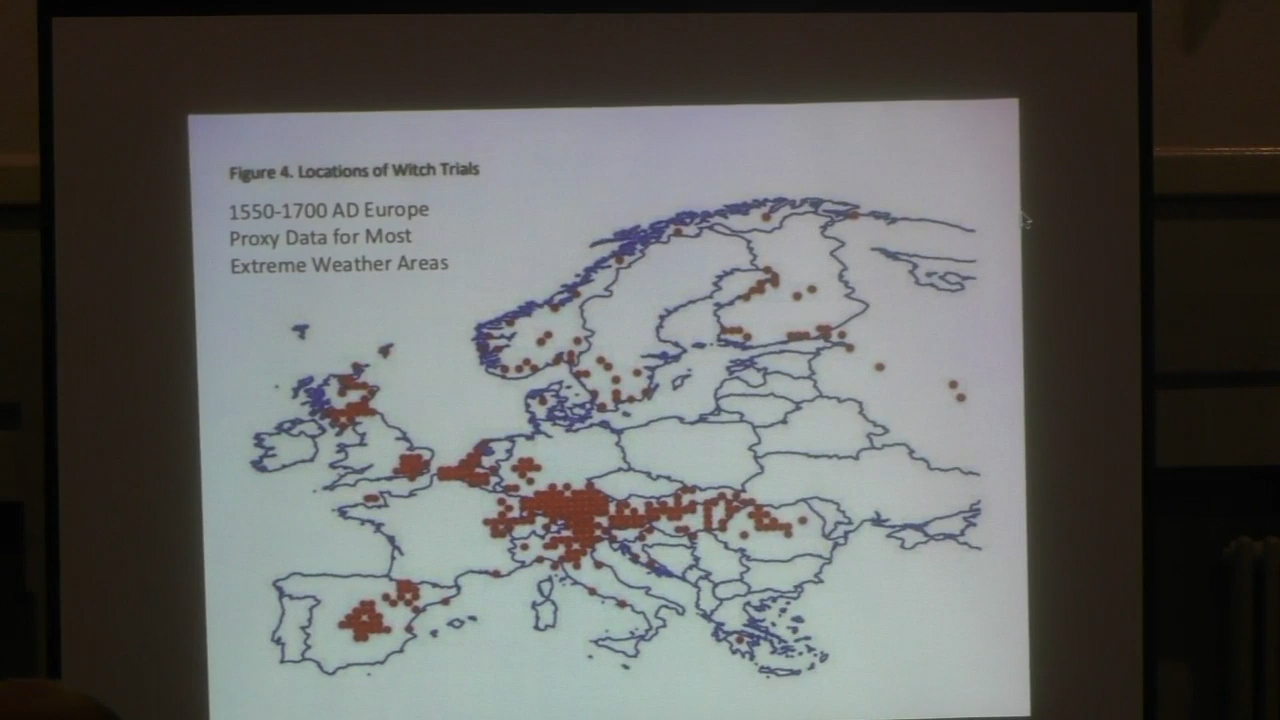 Figure 4. Locations of Witch Trials
1550-1700 AD Europe
Proxy Data for Most
Extreme Weather Areas